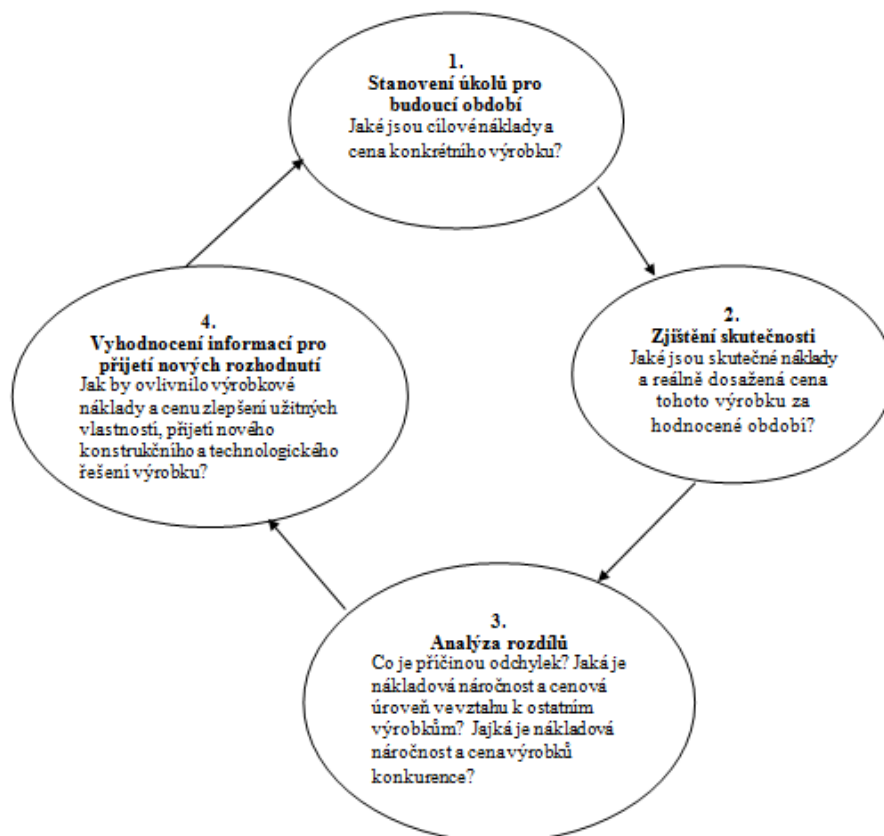 1.
Stanovení úkolů pro
budoucí období
Jaké jsou cílové náklady a
cena konkrétního výrobku?
2.
Zjištění skutečnosti
Jaké jsou skutečné náklady
a reálně dosažená cena
tohoto výrobku za
hodnocené období?
3.
Analýza rozdílů
Co je příčinou odchylek? Jaká je
nákladová náročnost a cenová
úroveň ve vztahu k ostatním
výrobkům? Jajká je nákladová
náročnost a cena výrobků
konkurence?
4.
Vyhodnocení informací pro
přijetí nových rozhodnutí
Jak by ovlivnilo výrobkové
náklady a cenu zlepšení užitných
vlastností, přijetí nového
konstrukčního a technologického
řešení výrobku?